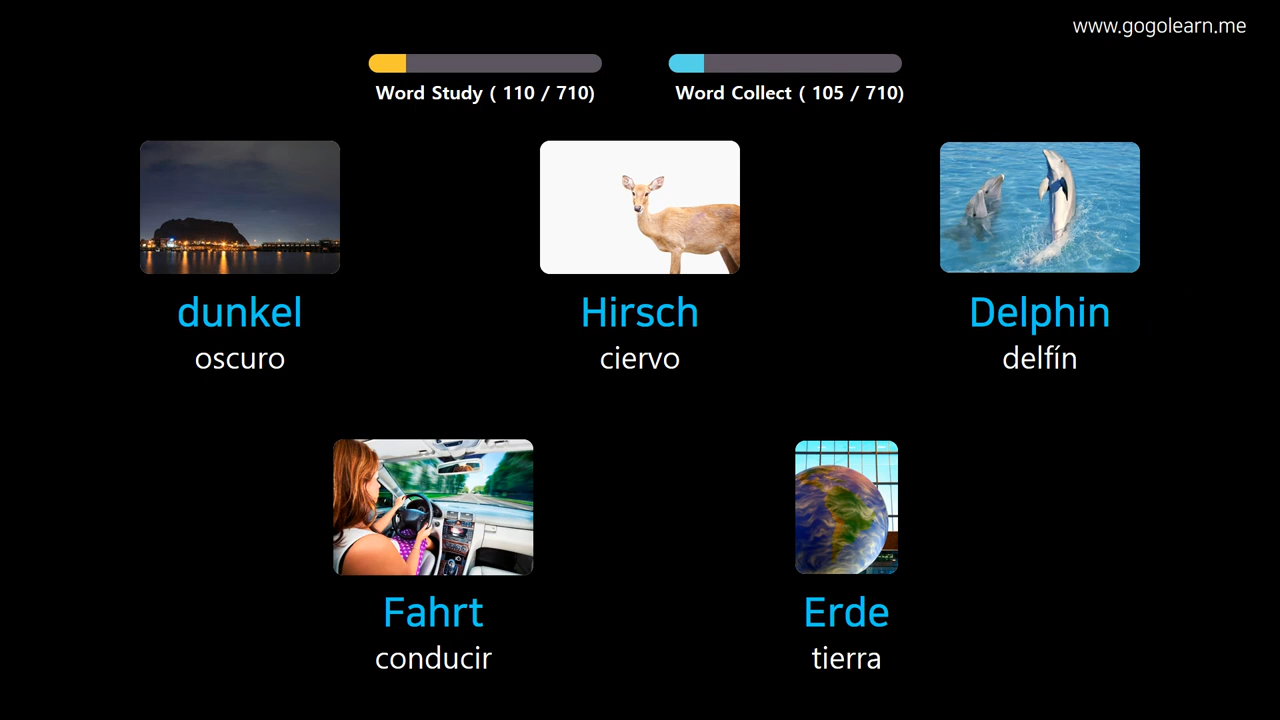 www.gogolearn.me
Word Study ( 110 / 710)
Word Collect ( 105 / 710)
dunkel
oscuro
Hirsch
ciervo
Delphin
delfín
Fahrt
conducir
Erde
tierra